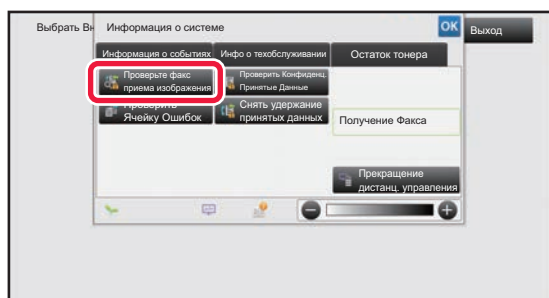 Выбрать Вн
Информация о системе
OK
Выход
Информация о событиях
Инфо о техобслуживании
Остаток тонера
Проверьте факс
приема изображения
Проверить Конфиденц.
Принятые Данные
Проверить
Ячейку Ошибок
Снять удержание
принятых данных
Получение Факса
Прекращение
дистанц. управления